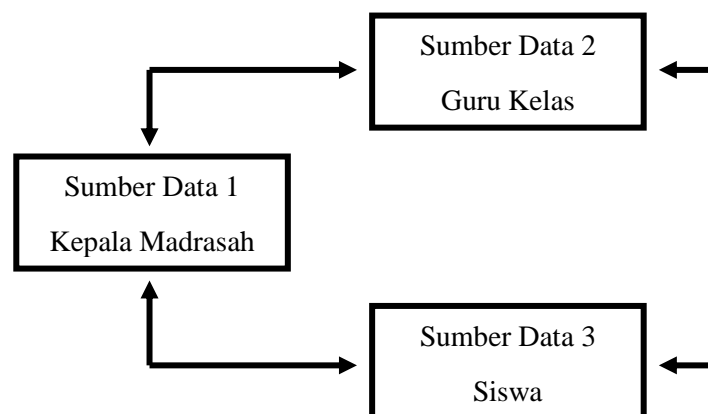 Sumber Data 2
Guru Kelas
Sumber Data 1
Kepala Madrasah
Sumber Data 3
Siswa